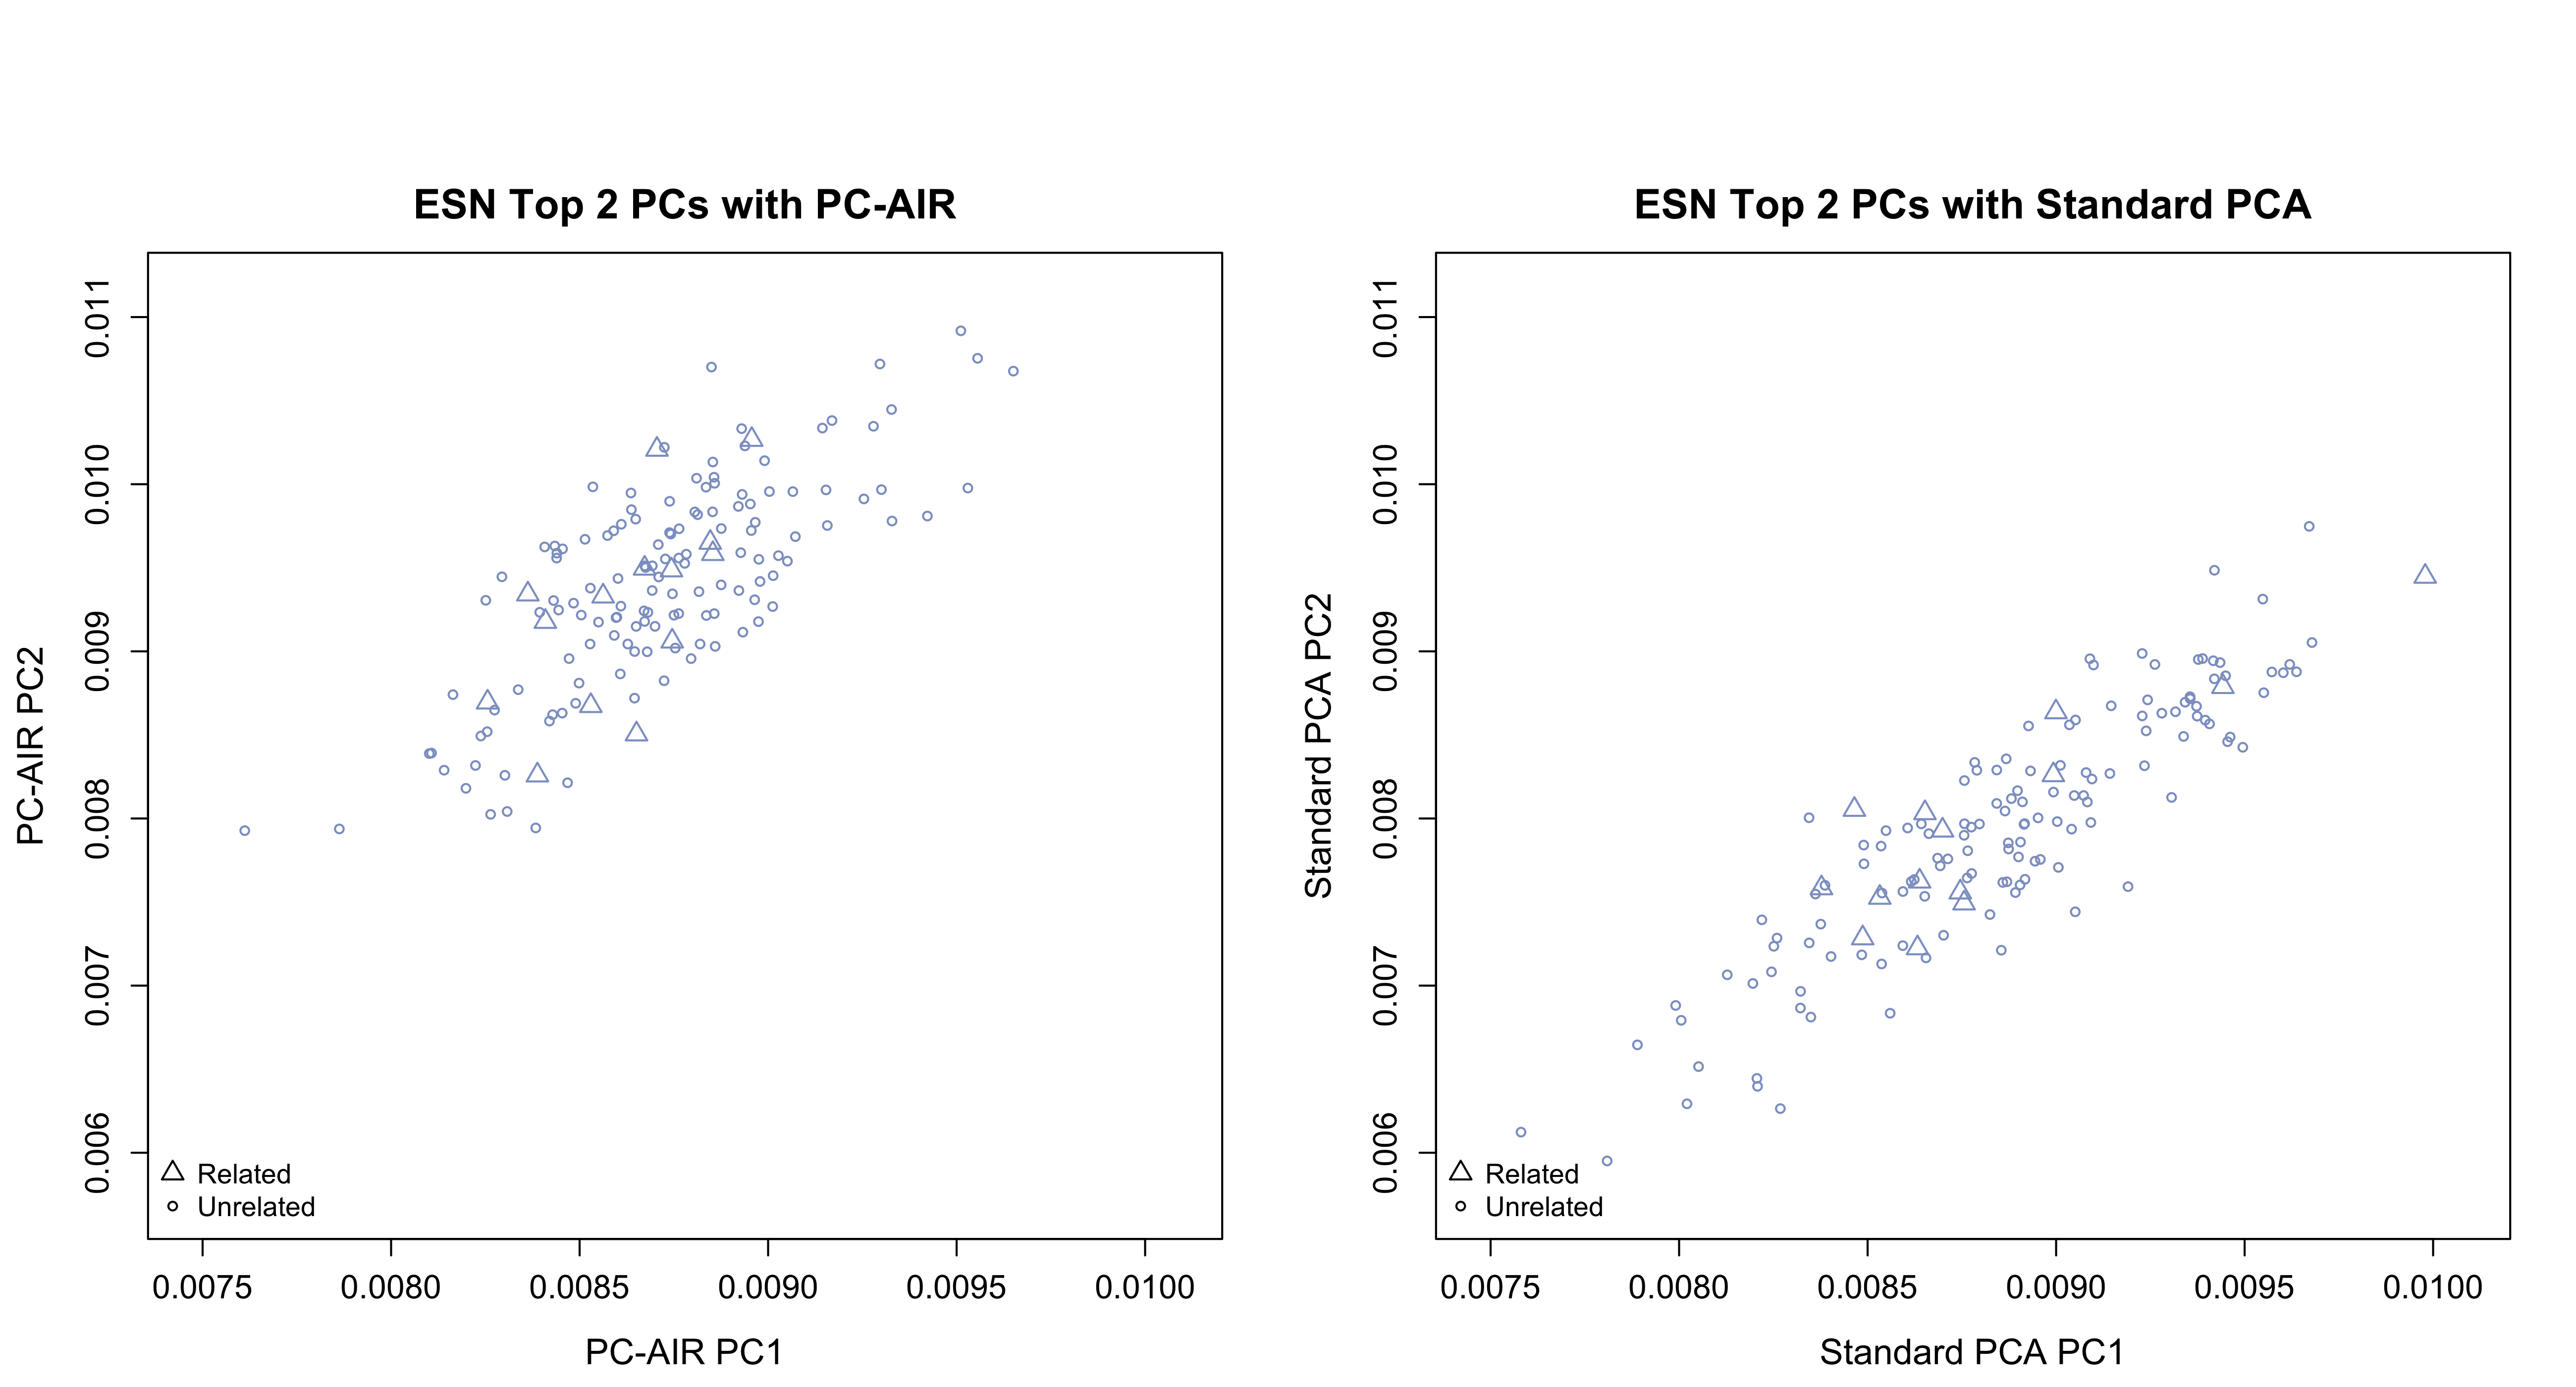 ESN Top 2 PCs with PC-AIR
PC-AIR PC2
0.011
0.010
0.009
0.008
0.007
0.006
Related
Unrelated
0.0075 0.0080 0.0085 0.0090 0.0095 0.0100
PC-AIR PC1
ESN Top 2 PCs with Standard PCA
Standard PCA PC2
0.011
0.010
0.009
0.008
0.007
0.006
Related
Unrelated
0.0075 0.0080 0.0085 0.0090 0.0095 0.0100
Standard PCA PC1